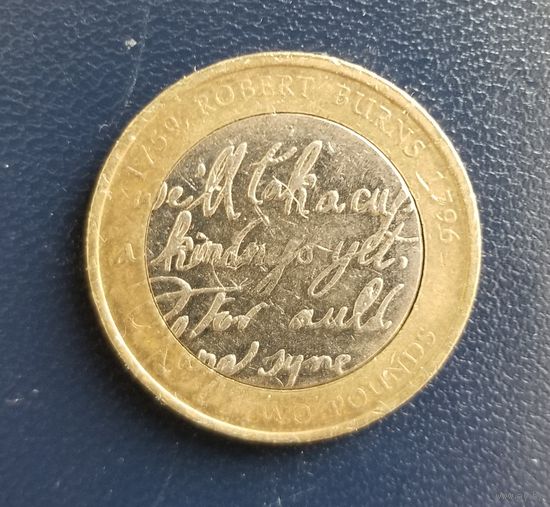 1759 ROBERT BURNS 1796
we'll tak a cup
kindness yet,
For auld
lang syne
TWO POUNDS